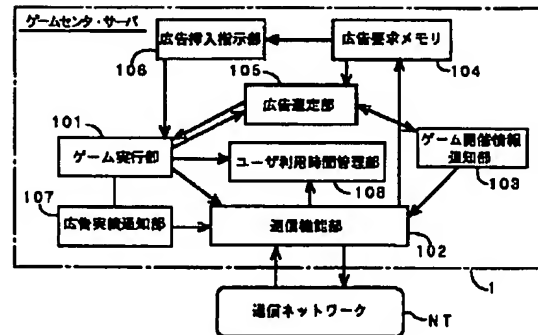 ゲームセンタ・サーバ
広告挿入指示部
106
広告要求メモリ
104
105
広告選定部
101
ゲーム実行部
ユーザ利用時間管理部
108
ゲーム開催情報
通知部
103
107
広告実績通知部
通信機能部
102
1
通信ネットワーク
NT